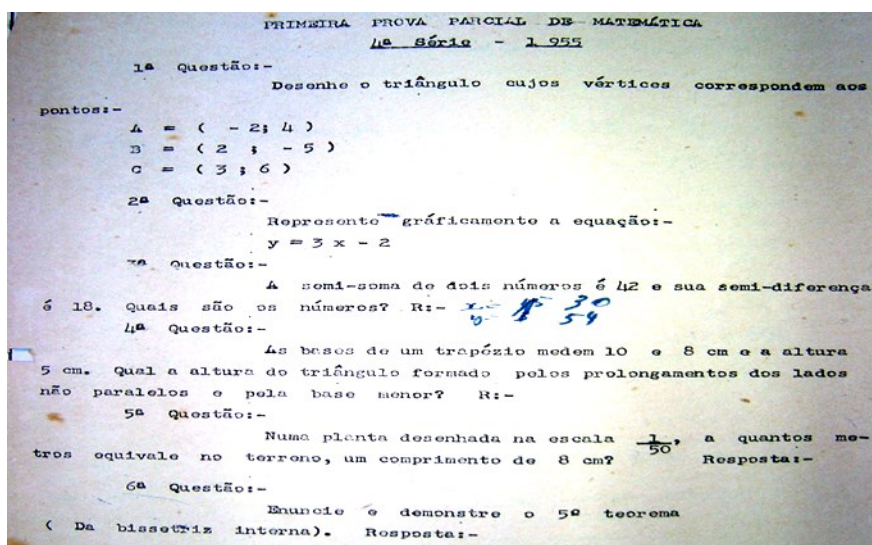 PRIMEIRA PROVA PARCIAL DE MATEMÁTICA
4ª Série - 1 955
1ª Questão:-
Desenhe o triângulo cujos vértices correspondem aos
pontos:-
A = ( - 2; 4 )
B = ( 2 ; - 5 )
C = ( 3 ; 6 )
2ª Questão:-
Represente gráficamente a equação:-
y = 3 x - 2
3ª Questão:-
A semi-soma de dois números é 42 e sua semi-diferença
é 18. Quais são os números? R:- x= 30
y= 54
4ª Questão:-
As bases de um trapézio medem 10 e 8 cm e a altura
5 cm. Qual a altura do triângulo formado pelos prolongamentos dos lados
não paralelos e pela base menor? R:-
5ª Questão:-
Numa planta desenhada na escala 1/50, a quantos me-
tros equivale no terreno, um comprimento de 8 cm? Resposta:-
6ª Questão:-
Enuncie e demonstre o 5º teorema
( Da bissetriz interna). Resposta:-